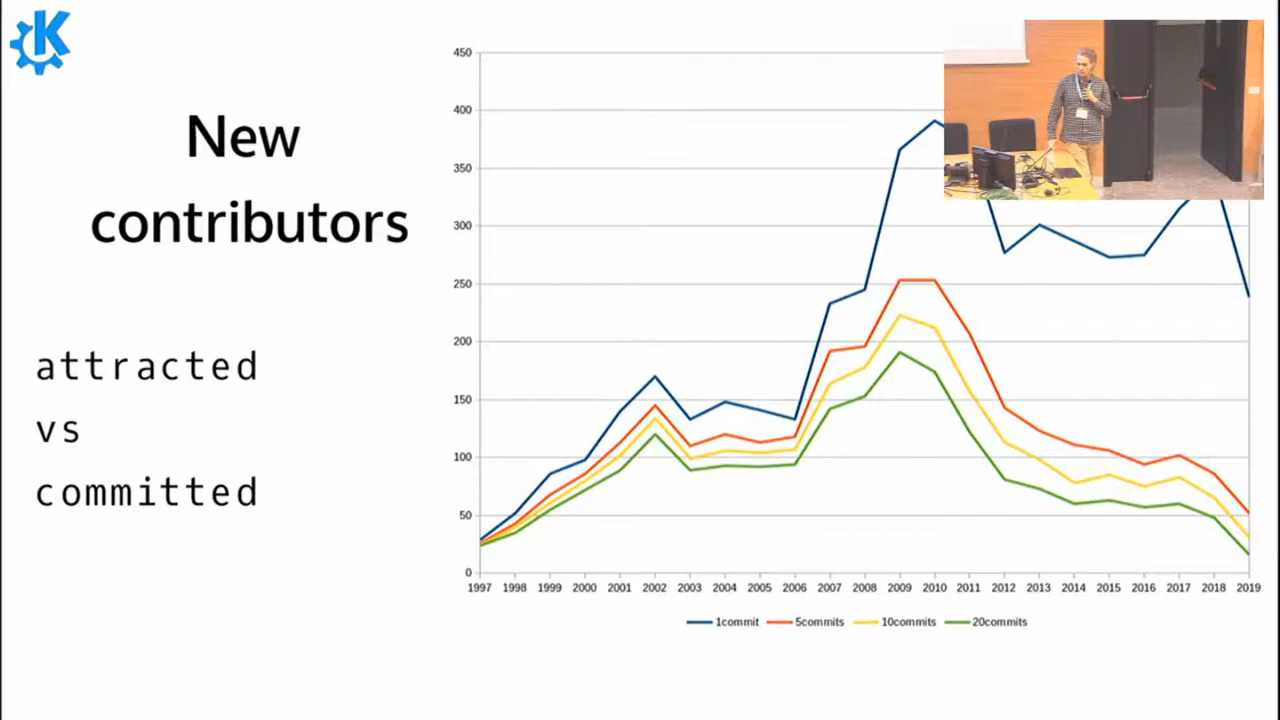 New
contributors
attracted
vs
committed
450
400
350
300
250
200
150
100
50
0
1997 1998 1999 2000 2001 2002 2003 2004 2005 2006 2007 2008 2009 2010 2011 2012 2013 2014 2015 2016 2017 2018 2019
1commit 5commits 10commits 20commits